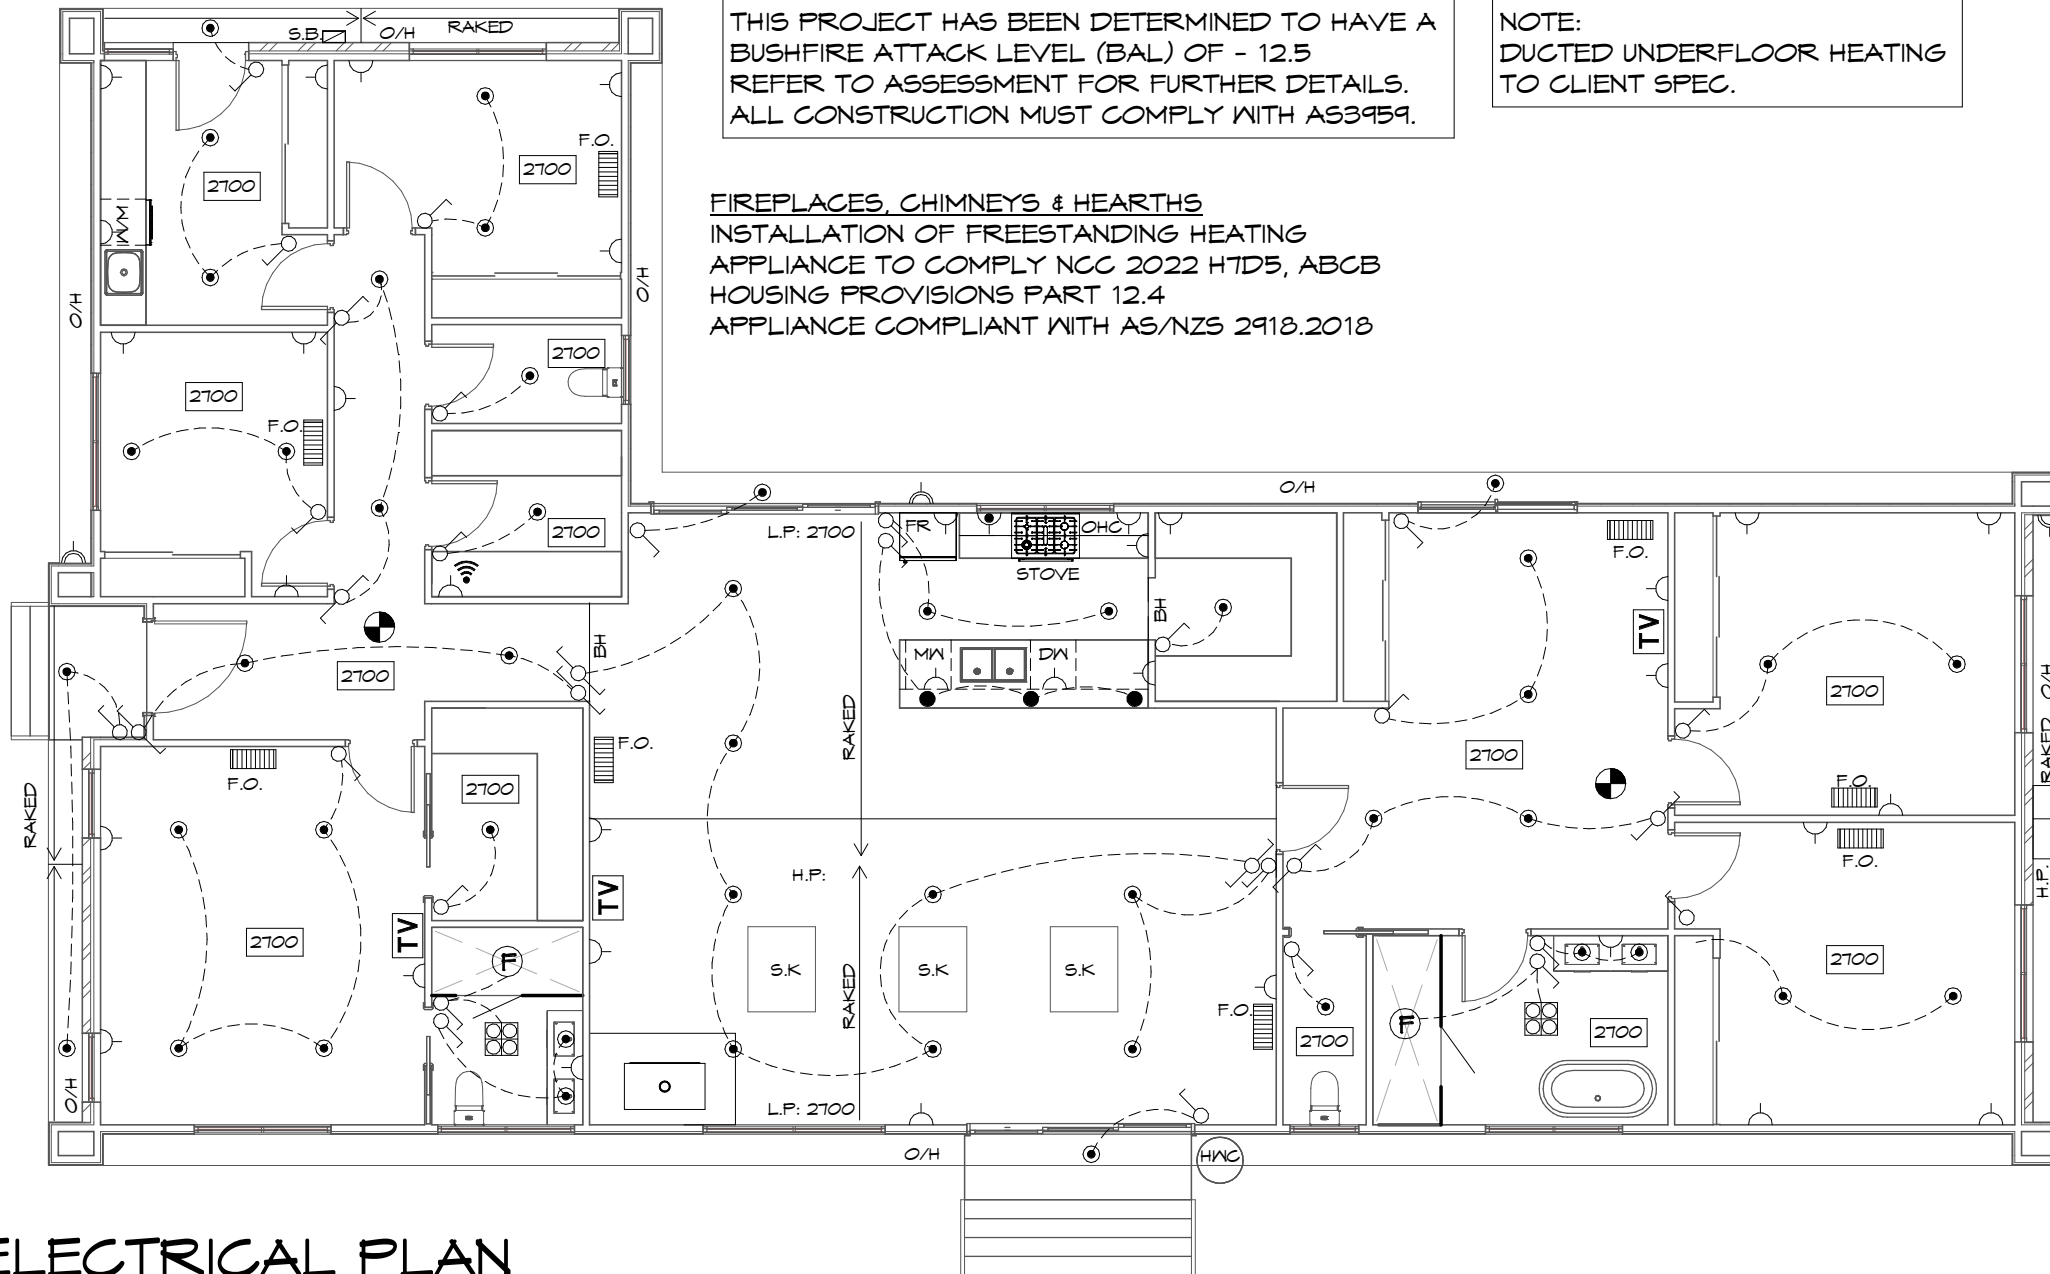 THIS PROJECT HAS BEEN DETERMINED TO HAVE A
BUSHFIRE ATTACK LEVEL (BAL) OF - 12.5
REFER TO ASSESSMENT FOR FURTHER DETAILS.
ALL CONSTRUCTION MUST COMPLY WITH AS3959.
NOTE:
DUCTED UNDERFLOOR HEATING
TO CLIENT SPEC.
FIREPLACES, CHIMNEYS & HEARTHS
INSTALLATION OF FREESTANDING HEATING
APPLIANCE TO COMPLY NCC 2022 H7D5, ABCB
HOUSING PROVISIONS PART 12.4
APPLIANCE COMPLIANT WITH AS/NZS 2918.2018
S.B.
O/H
RAKED
F.O.
2700
2700
WM
O/H
O/H
2700
2700
F.O.
2700
O/H
L.P: 2700
FR
OHC
STOVE
F.O.
BH
BH
TV
MW
DW
2700
2700
O/H
RAKED
F.O.
F.O.
2700
RAKED
2700
RAKED
F.O.
F.O.
H.P:
TV
TV
H.P.
2700
S.K
S.K
S.K
2700
RAKED
F.O.
2700
2700
O/H
L.P: 2700
O/H
HWC
ELECTRICAL PLAN